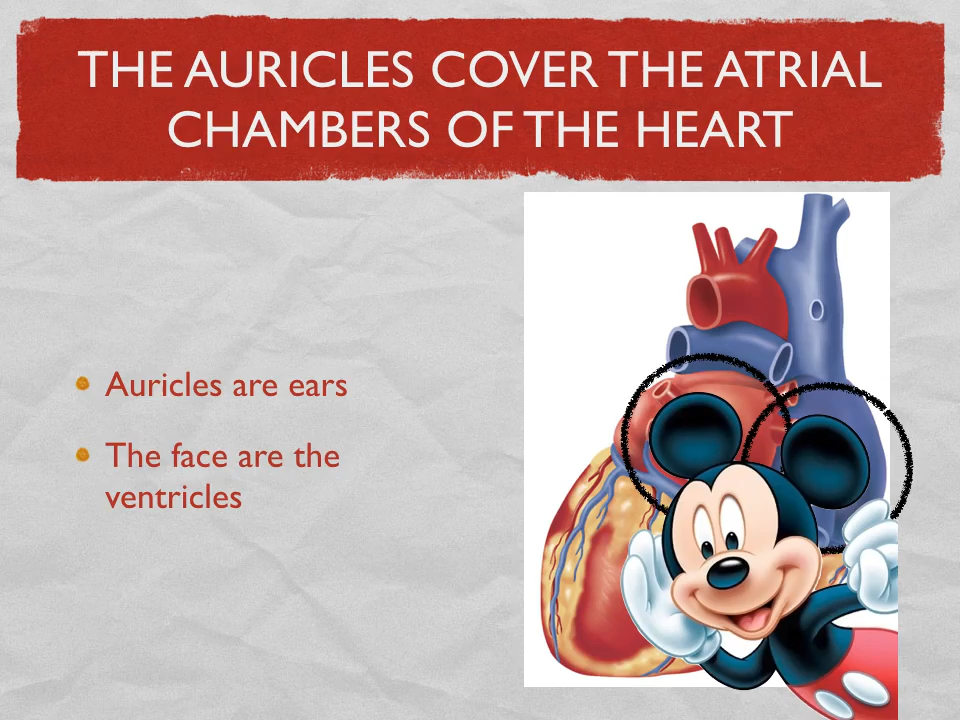 THE AURICLES COVER THE ATRIAL
CHAMBERS OF THE HEART
Auricles are ears
The face are the
ventricles